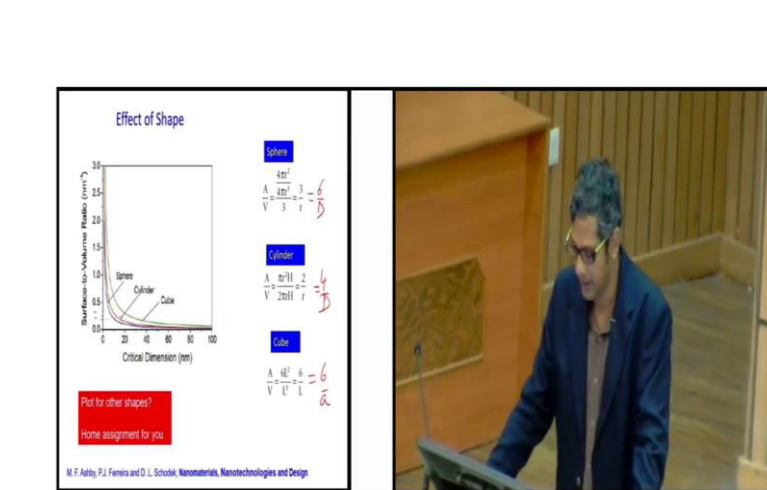 Effect of Shape
Sphere
A/V = 4πr²/(4πr³/3) = 3/r = 6/D
Cylinder
A/V = πr²H/2πrH = 2/r = 4/D
Cube
A/V = 6L²/L³ = 6/L = 6/a
Surface-to-Volume Ratio (nm⁻¹)
3.0
2.5
2.0
1.5
1.0
0.5
0.0
Sphere
Cylinder
Cube
0 20 40 60 80 100
Critical Dimension (nm)
Plot for other shapes?
Home assignment for you
M. F. Ashby, P.J. Ferreira and D. L. Schodek, Nanomaterials, Nanotechnologies and Design